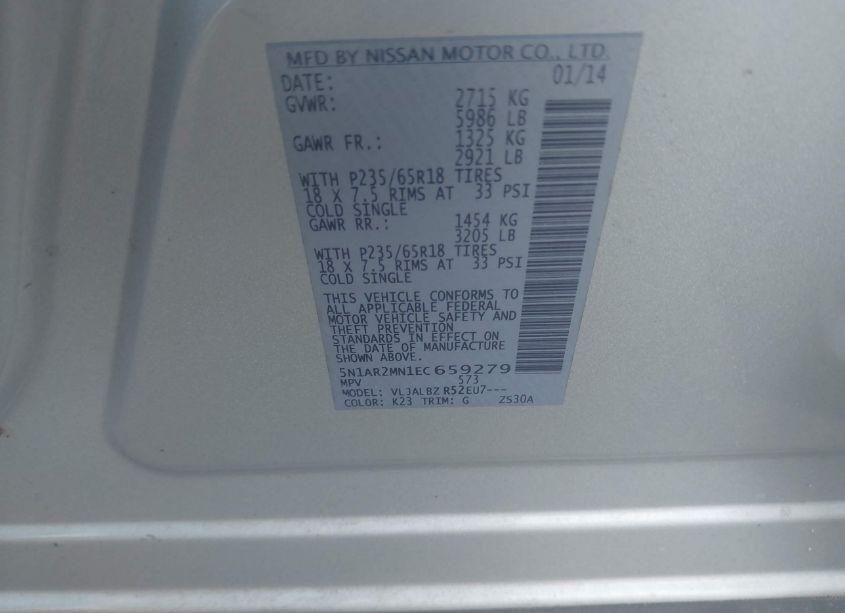 MFD BY NISSAN MOTOR CO., LTD.
DATE: 01/14
GVWR: 2715 KG
5986 LB
GAWR FR.: 1325 KG
2921 LB
WITH P235/65R18 TIRES
18 X 7.5 RIMS AT 33 PSI
COLD SINGLE
GAWR RR.: 1454 KG
3205 LB
WITH P235/65R18 TIRES
18 X 7.5 RIMS AT 33 PSI
COLD SINGLE
THIS VEHICLE CONFORMS TO
ALL APPLICABLE FEDERAL
MOTOR VEHICLE SAFETY AND
THEFT PREVENTION
STANDARDS IN EFFECT ON
THE DATE OF MANUFACTURE
SHOWN ABOVE.
5N1AR2MN1EC659279
MPV 573
MODEL: VLJALBZ R52EU7---
COLOR: K23 TRIM: G ZS30A